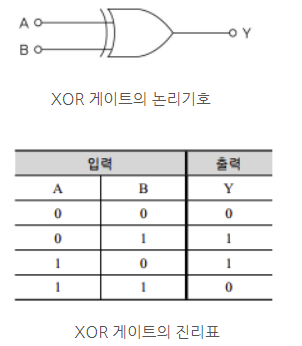 A Y
B
XOR 게이트의 논리기호
입력 출력
A B Y
0 0 0
0 1 1
1 0 1
1 1 0
XOR 게이트의 진리표